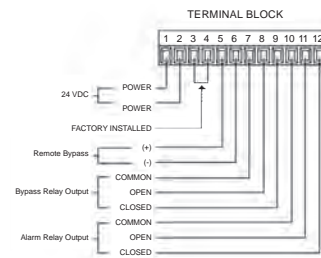 TERMINAL BLOCK
1 2 3 4 5 6 7 8 9 10 11 12
24 VDC
POWER
POWER
FACTORY INSTALLED
Remote Bypass
(+)
(-)
Bypass Relay Output
COMMON
OPEN
CLOSED
Alarm Relay Output
COMMON
OPEN
CLOSED